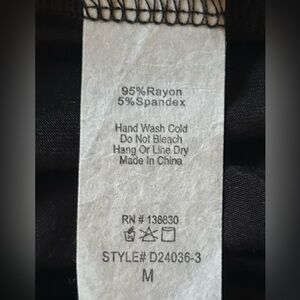 95%Rayon
5%Spandex
Hand Wash Cold
Do Not Bleach
Hang Or Line Dry
Made In China
RN # 136830
STYLE# D24036-3
M